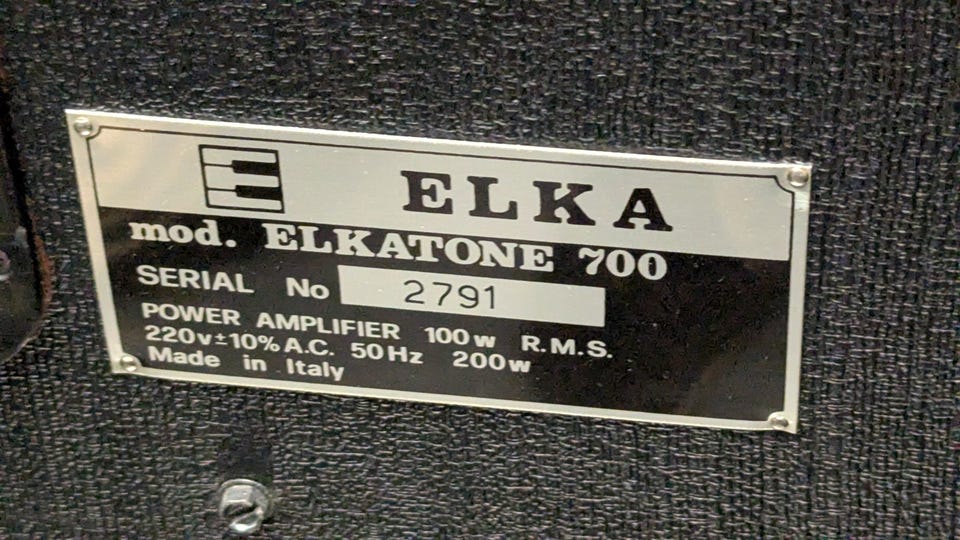 ELKA
mod. ELKATONE 700
SERIAL No 2791
POWER AMPLIFIER 100w R.M.S.
220v±10% A.C. 50Hz 200w
Made in Italy